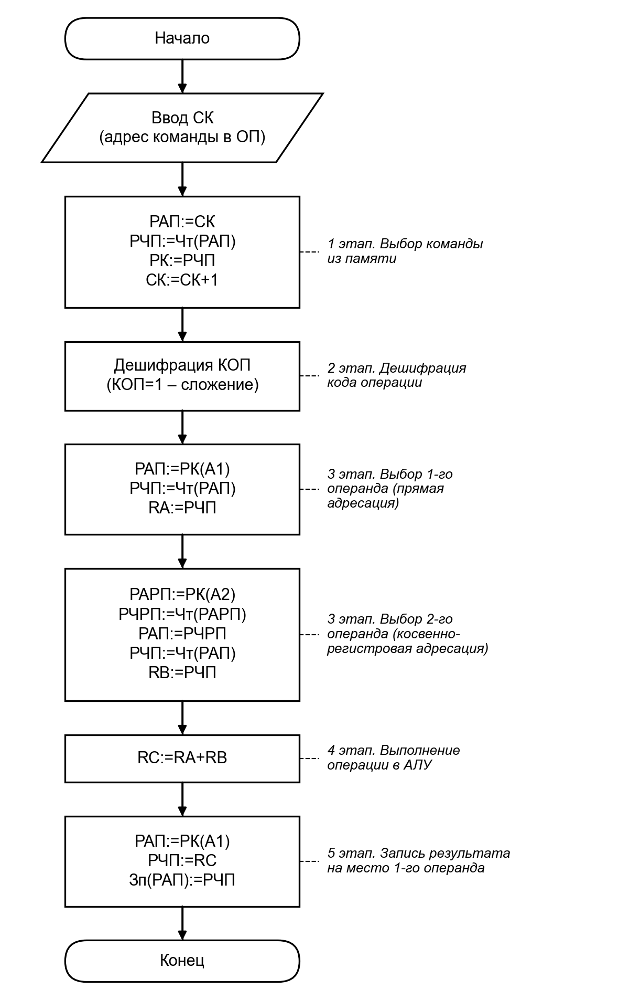 Начало
Ввод СК
(адрес команды в ОП)
РАП:=СК
РЧП:=Чт(РАП)
РК:=РЧП
СК:=СК+1
1 этап. Выбор команды
из памяти
Дешифрация КОП
(КОП=1 – сложение)
2 этап. Дешифрация
кода операции
РАП:=РК(А1)
РЧП:=Чт(РАП)
RA:=РЧП
3 этап. Выбор 1-го
операнда (прямая
адресация)
РАРП:=РК(А2)
РЧРП:=Чт(РАРП)
РАП:=РЧРП
РЧП:=Чт(РАП)
RB:=РЧП
3 этап. Выбор 2-го
операнда (косвенно-
регистровая адресация)
RC:=RA+RB
4 этап. Выполнение
операции в АЛУ
РАП:=РК(А1)
РЧП:=RC
Зп(РАП):=РЧП
5 этап. Запись результата
на место 1-го операнда
Конец